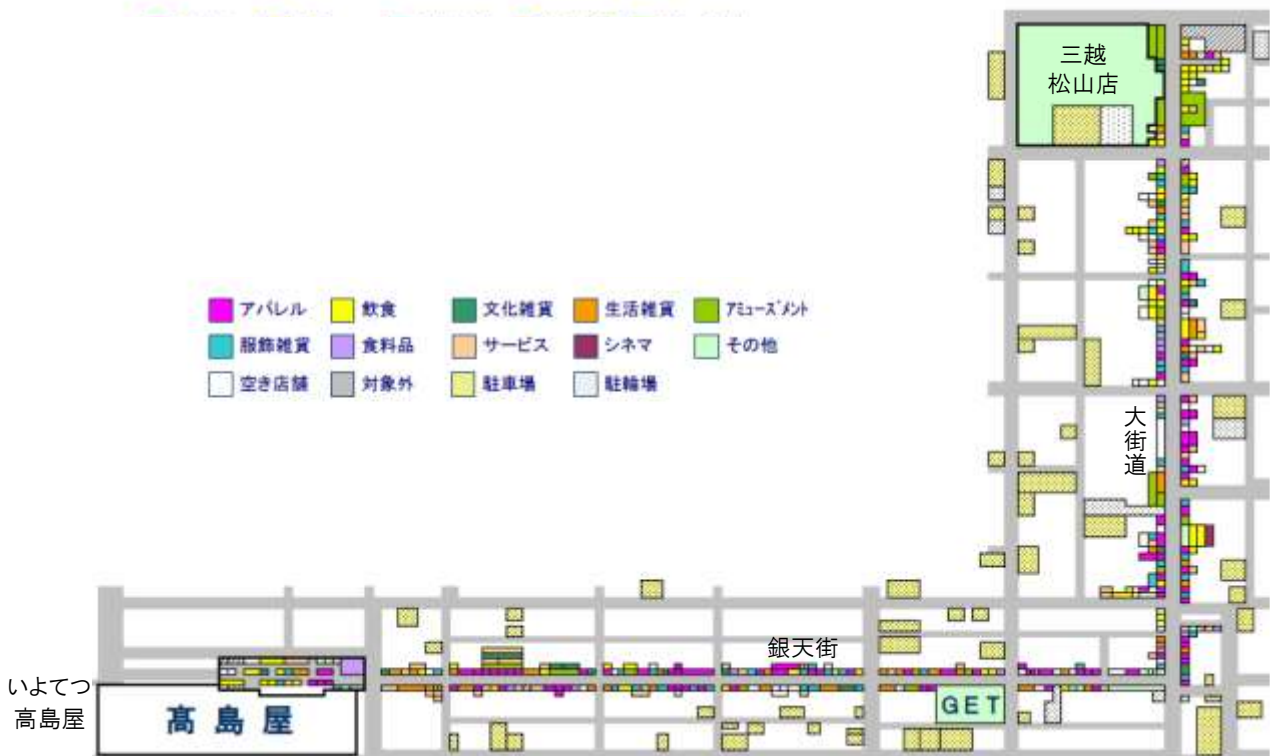 三越
松山店
アパレル 飲食 文化雑貨 生活雑貨 アミューズメント
服飾雑貨 食料品 サービス シネマ その他
空き店舗 対象外 駐車場 駐輪場
大街道
銀天街
いよてつ
高島屋
髙島屋
GET